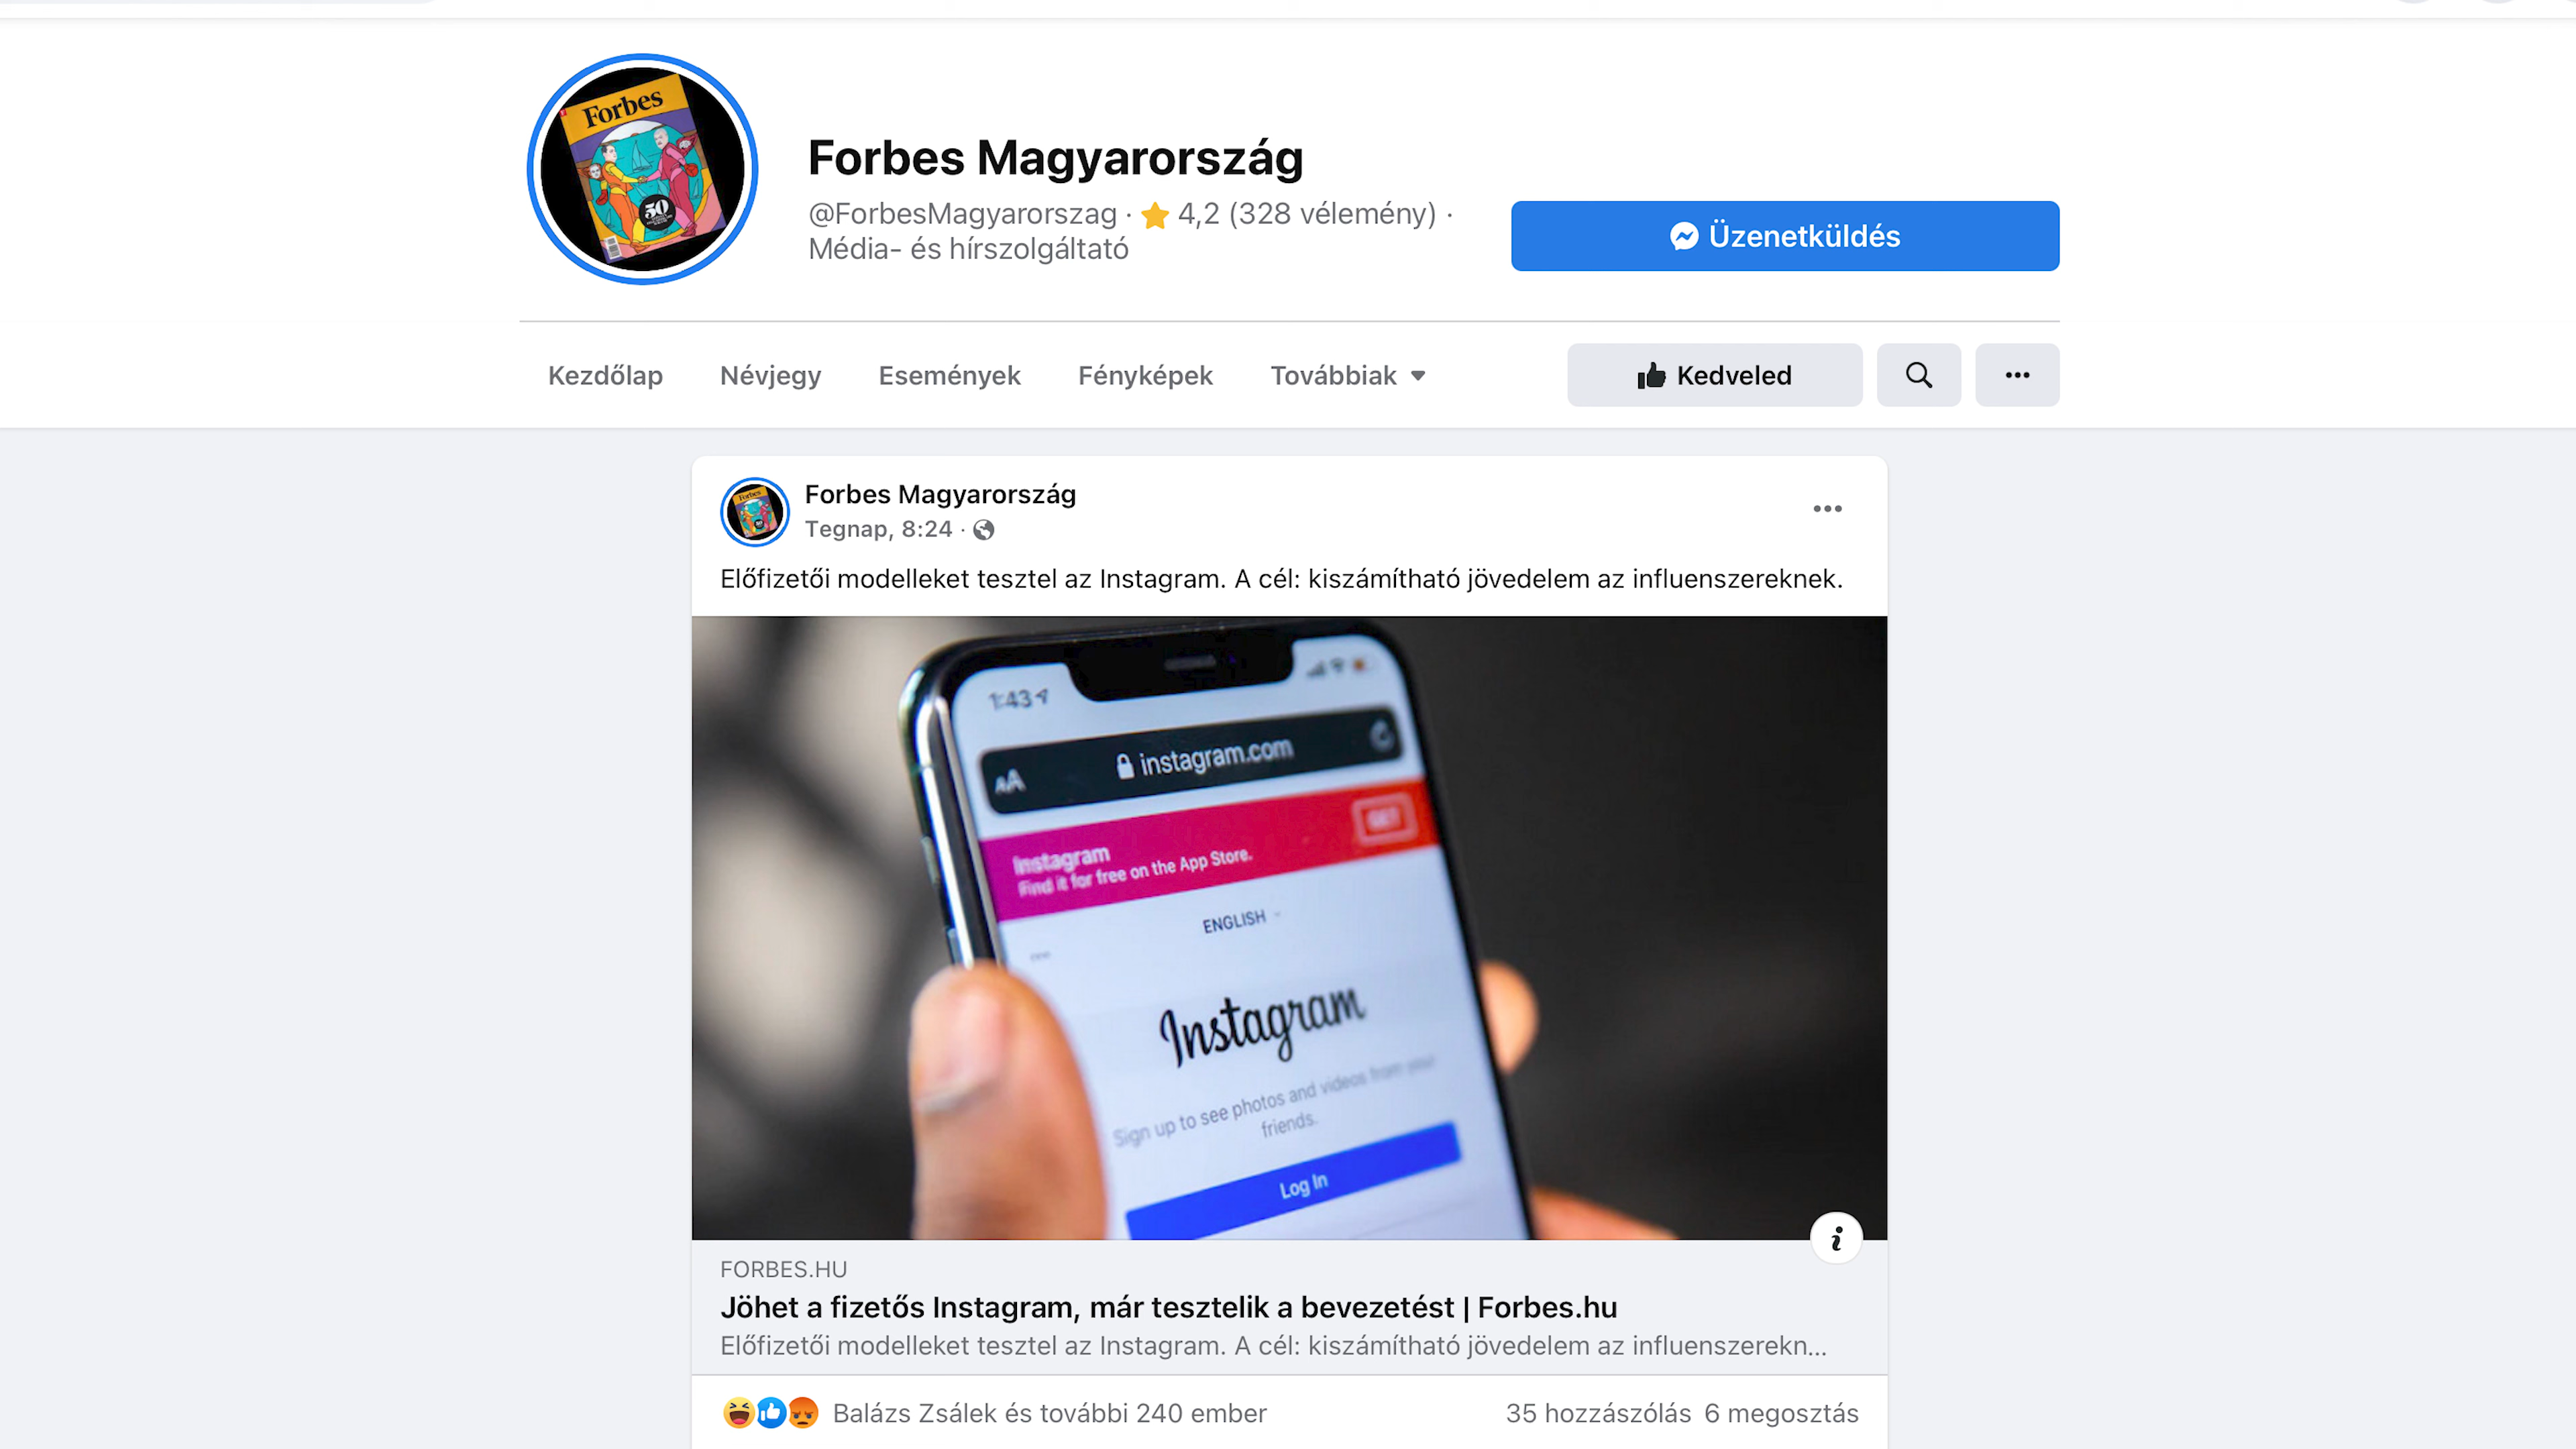 Forbes
50
Forbes Magyarország
@ForbesMagyarorszag · 4,2 (328 vélemény) ·
Média- és hírszolgáltató
Üzenetküldés
Kezdőlap Névjegy Események Fényképek Továbbiak
Kedveled
Forbes
Forbes Magyarország
Tegnap, 8:24 ·
Előfizetői modelleket tesztel az Instagram. A cél: kiszámítható jövedelem az influenszereknek.
1:43
AA instagram.com
GET
Instagram
Find it for free on the App Store.
ENGLISH
Instagram
Sign up to see photos and videos from your
friends.
Log In
i
FORBES.HU
Jöhet a fizetős Instagram, már tesztelik a bevezetést | Forbes.hu
Előfizetői modelleket tesztel az Instagram. A cél: kiszámítható jövedelem az influenszerekn...
Balázs Zsálek és további 240 ember
35 hozzászólás 6 megosztás